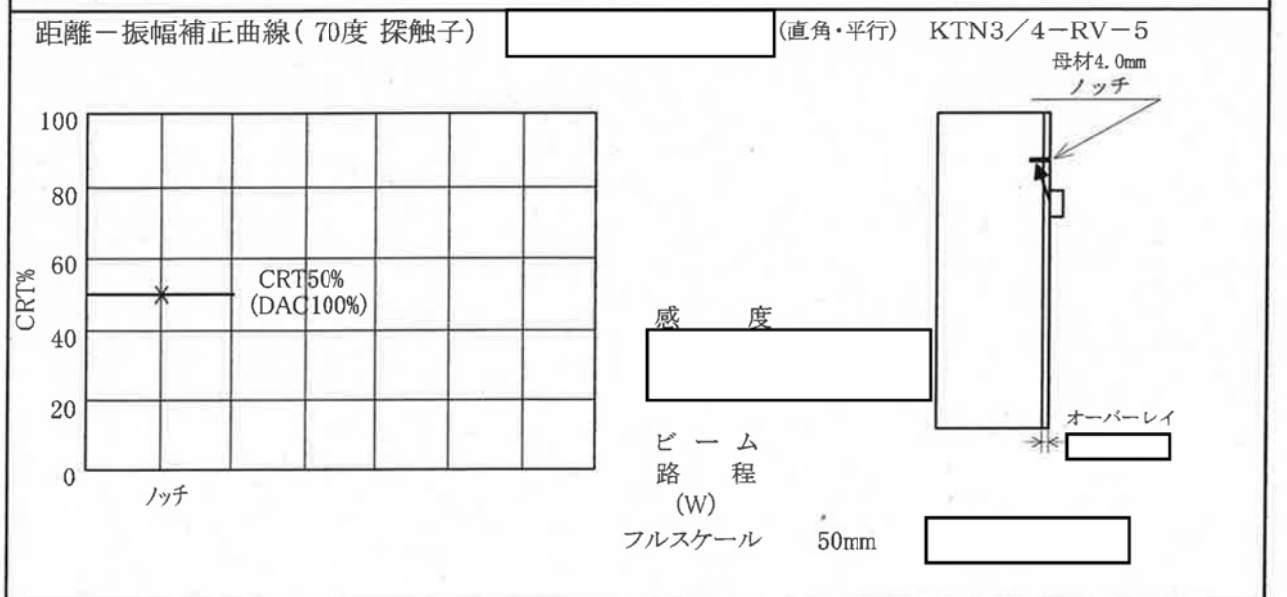 距離－振幅補正曲線( 70度 探触子) (直角・平行) KTN3／4－RV－5
母材4.0mm
ノッチ
100
80
60
40
20
0
CRT%
CRT50%
(DAC100%)
ノッチ
感 度
オーバーレイ
ビ ー ム
路 程
(W)
フルスケール 50mm